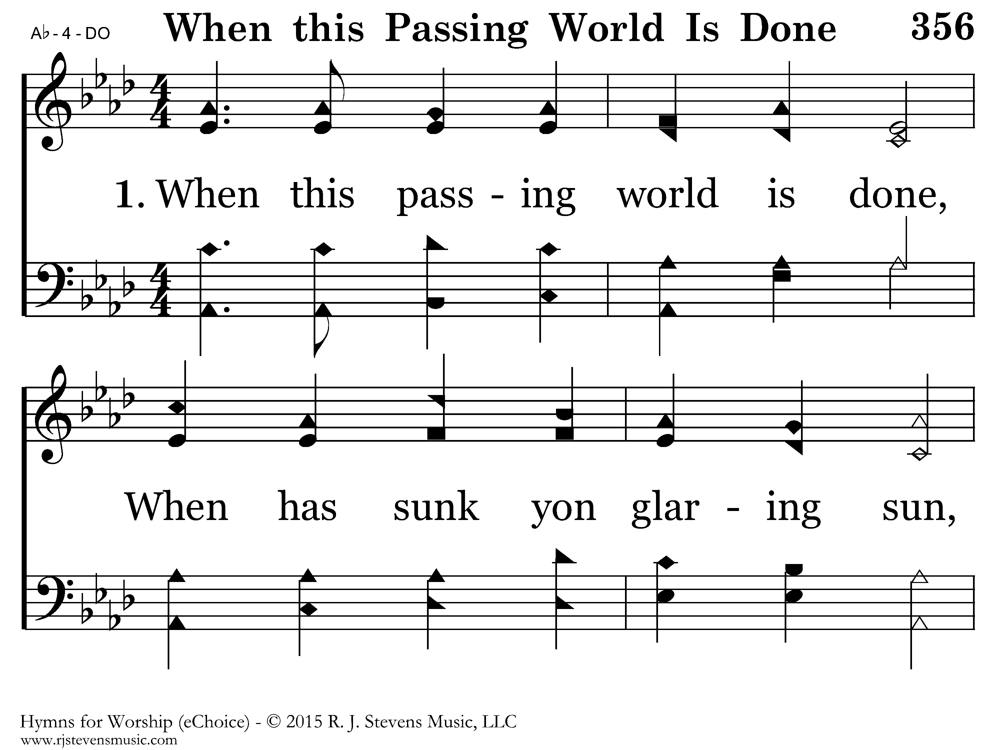 A♭ - 4 - DO When this Passing World Is Done 356
1. When this pass - ing world is done,
When has sunk yon glar - ing sun,
Hymns for Worship (eChoice) - © 2015 R. J. Stevens Music, LLC
www.rjstevensmusic.com